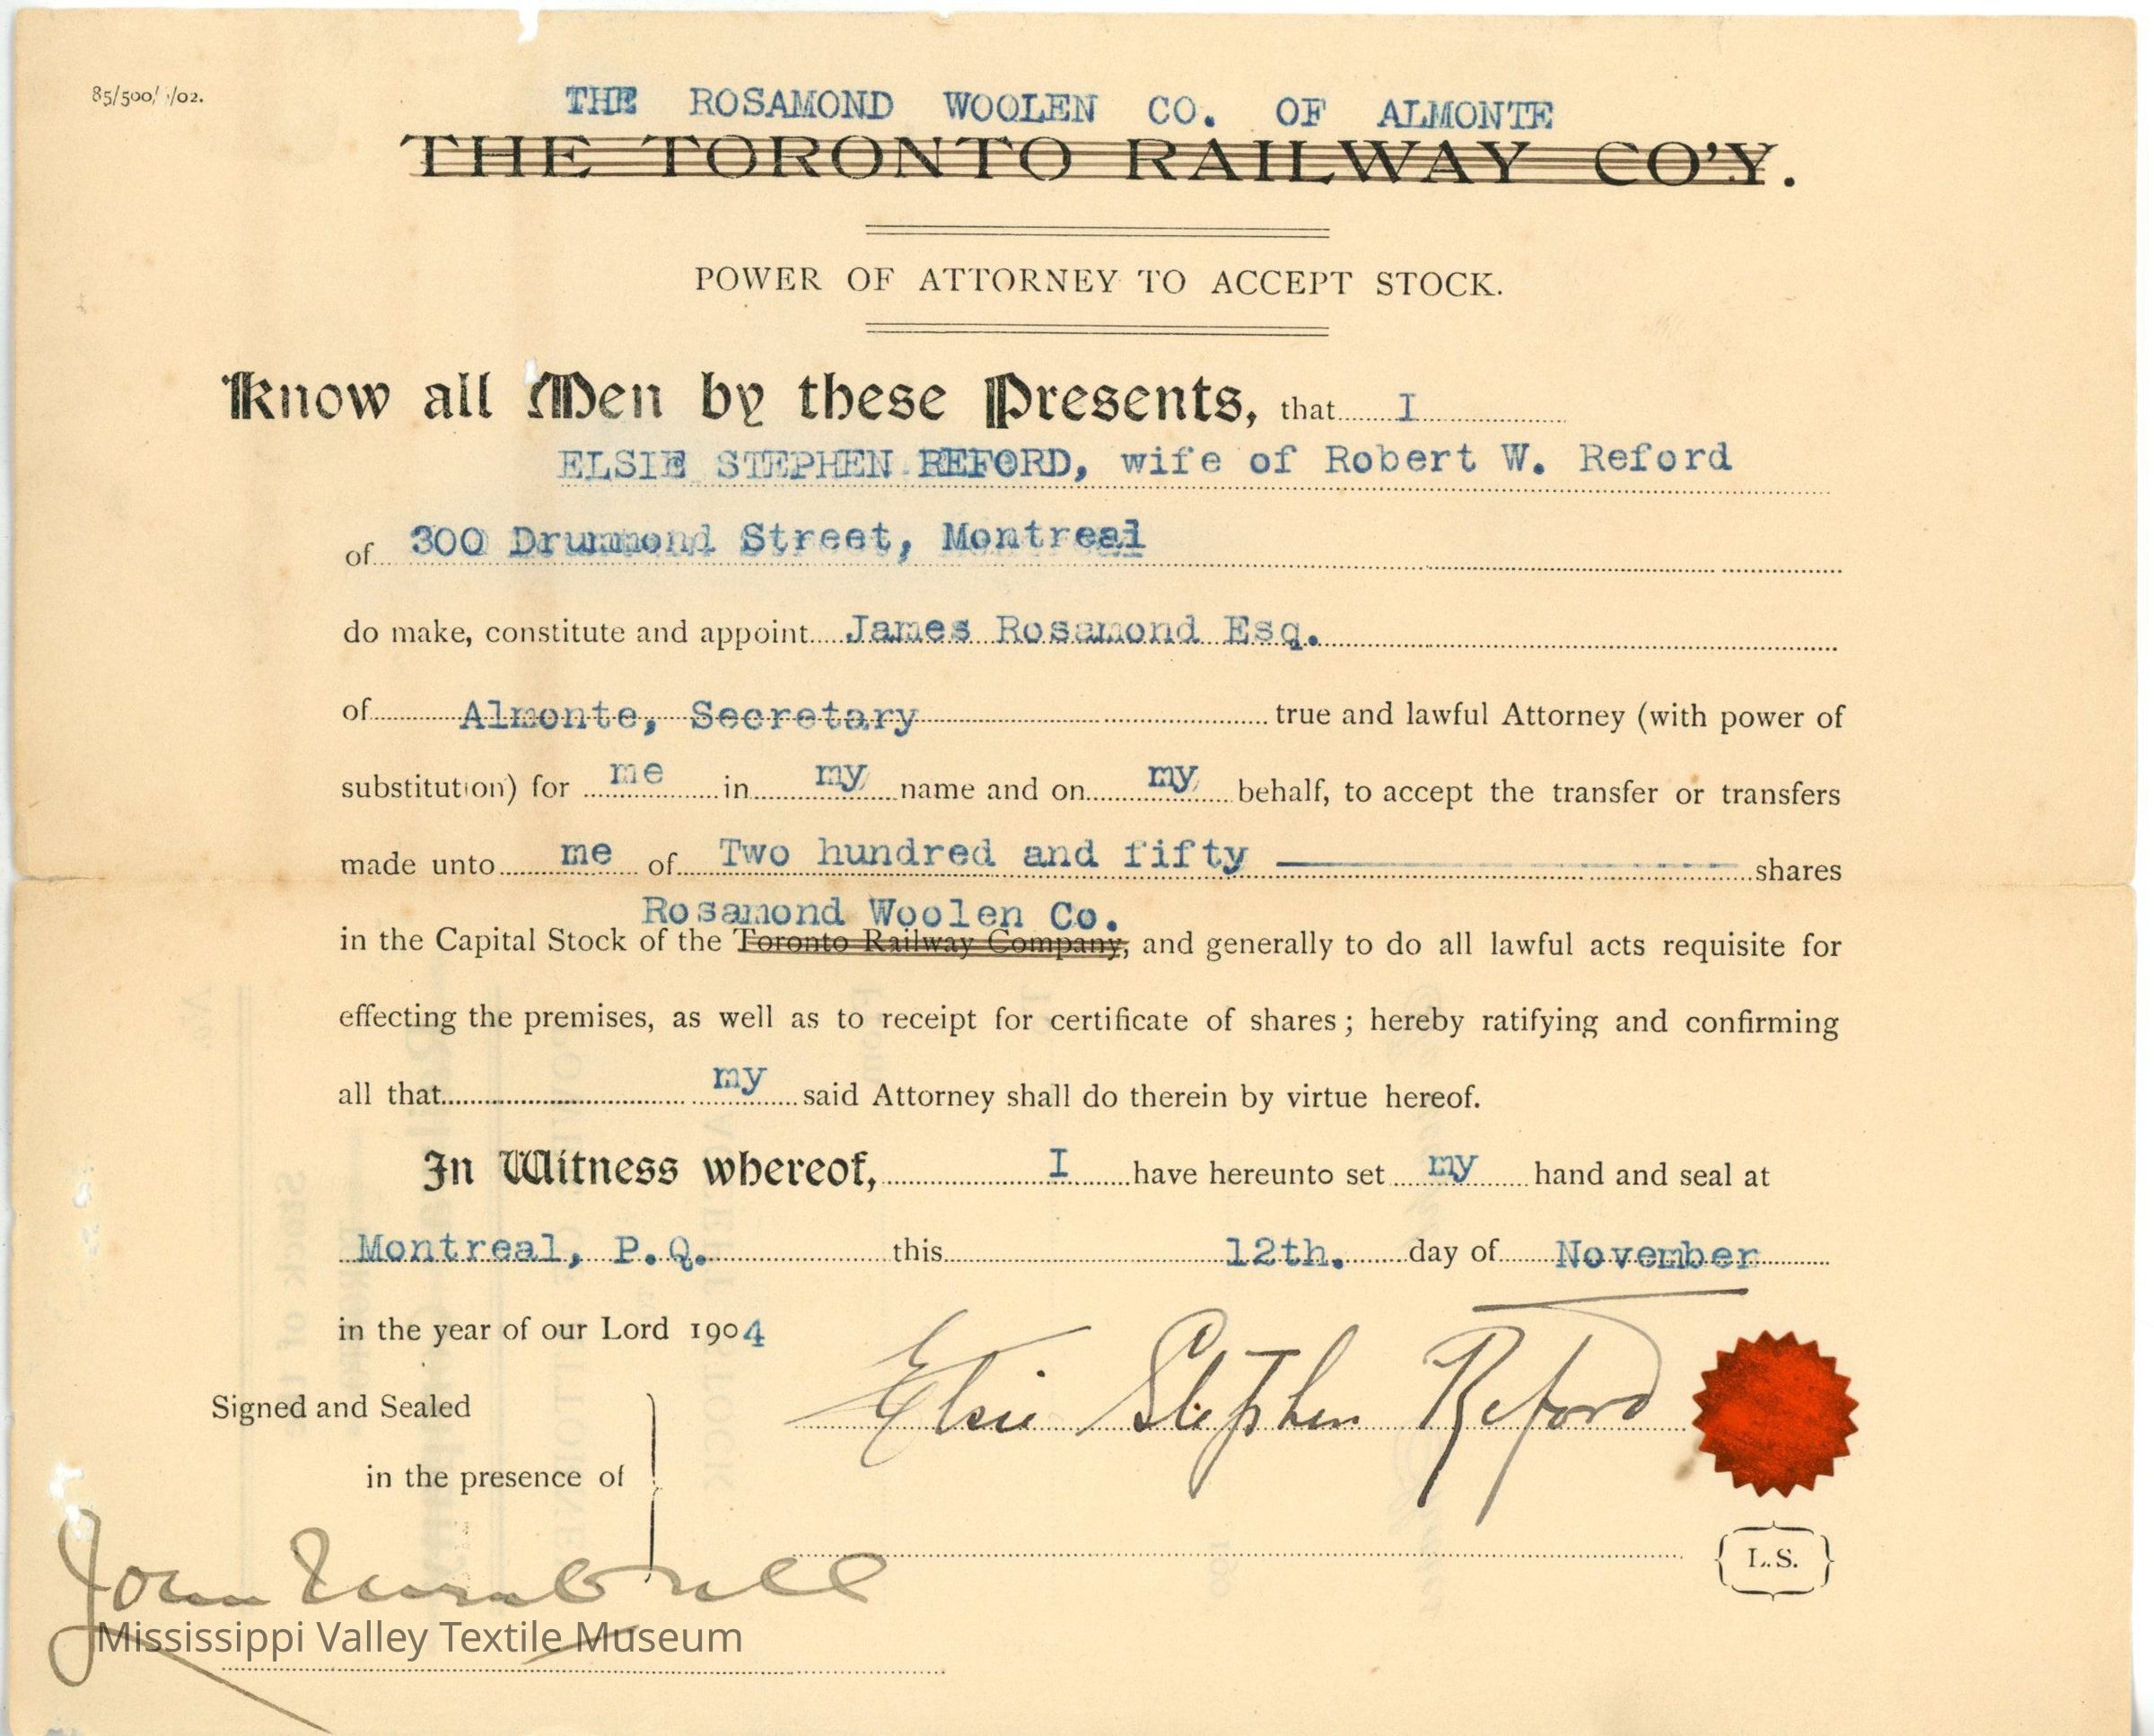 85/500/ /02.
THE ROSAMOND WOOLEN CO. OF ALMONTE
THE TORONTO RAILWAY CO'Y.
POWER OF ATTORNEY TO ACCEPT STOCK.
Know all Men by these Presents, that I
ELSIE STEPHEN REFORD, wife of Robert W. Reford
of 300 Drummond Street, Montreal
do make, constitute and appoint James Rosamond Esq.
of Almonte, Secretary true and lawful Attorney (with power of
substitution) for me in my name and on my behalf, to accept the transfer or transfers
made unto me of Two hundred and fifty shares
Rosamond Woolen Co.
in the Capital Stock of the Toronto Railway Company, and generally to do all lawful acts requisite for
effecting the premises, as well as to receipt for certificate of shares; hereby ratifying and confirming
all that my said Attorney shall do therein by virtue hereof.
In Witness whereof, I have hereunto set my hand and seal at
Montreal, P.Q. this 12th. day of November
in the year of our Lord 1904
Elsie Stephen Reford
Signed and Sealed
in the presence of
L.S.
John Turnbull
Mississippi Valley Textile Museum